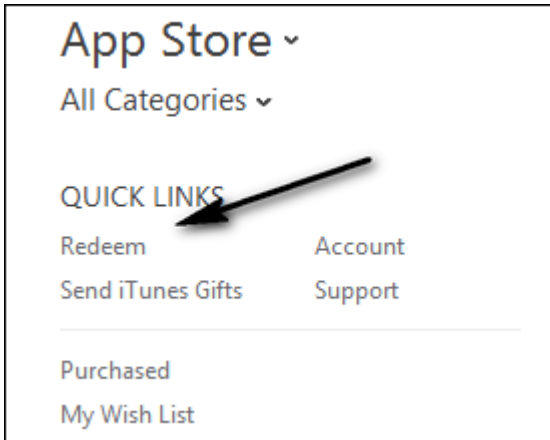 App Store
All Categories
QUICK LINKS
Redeem Account
Send iTunes Gifts Support
Purchased
My Wish List